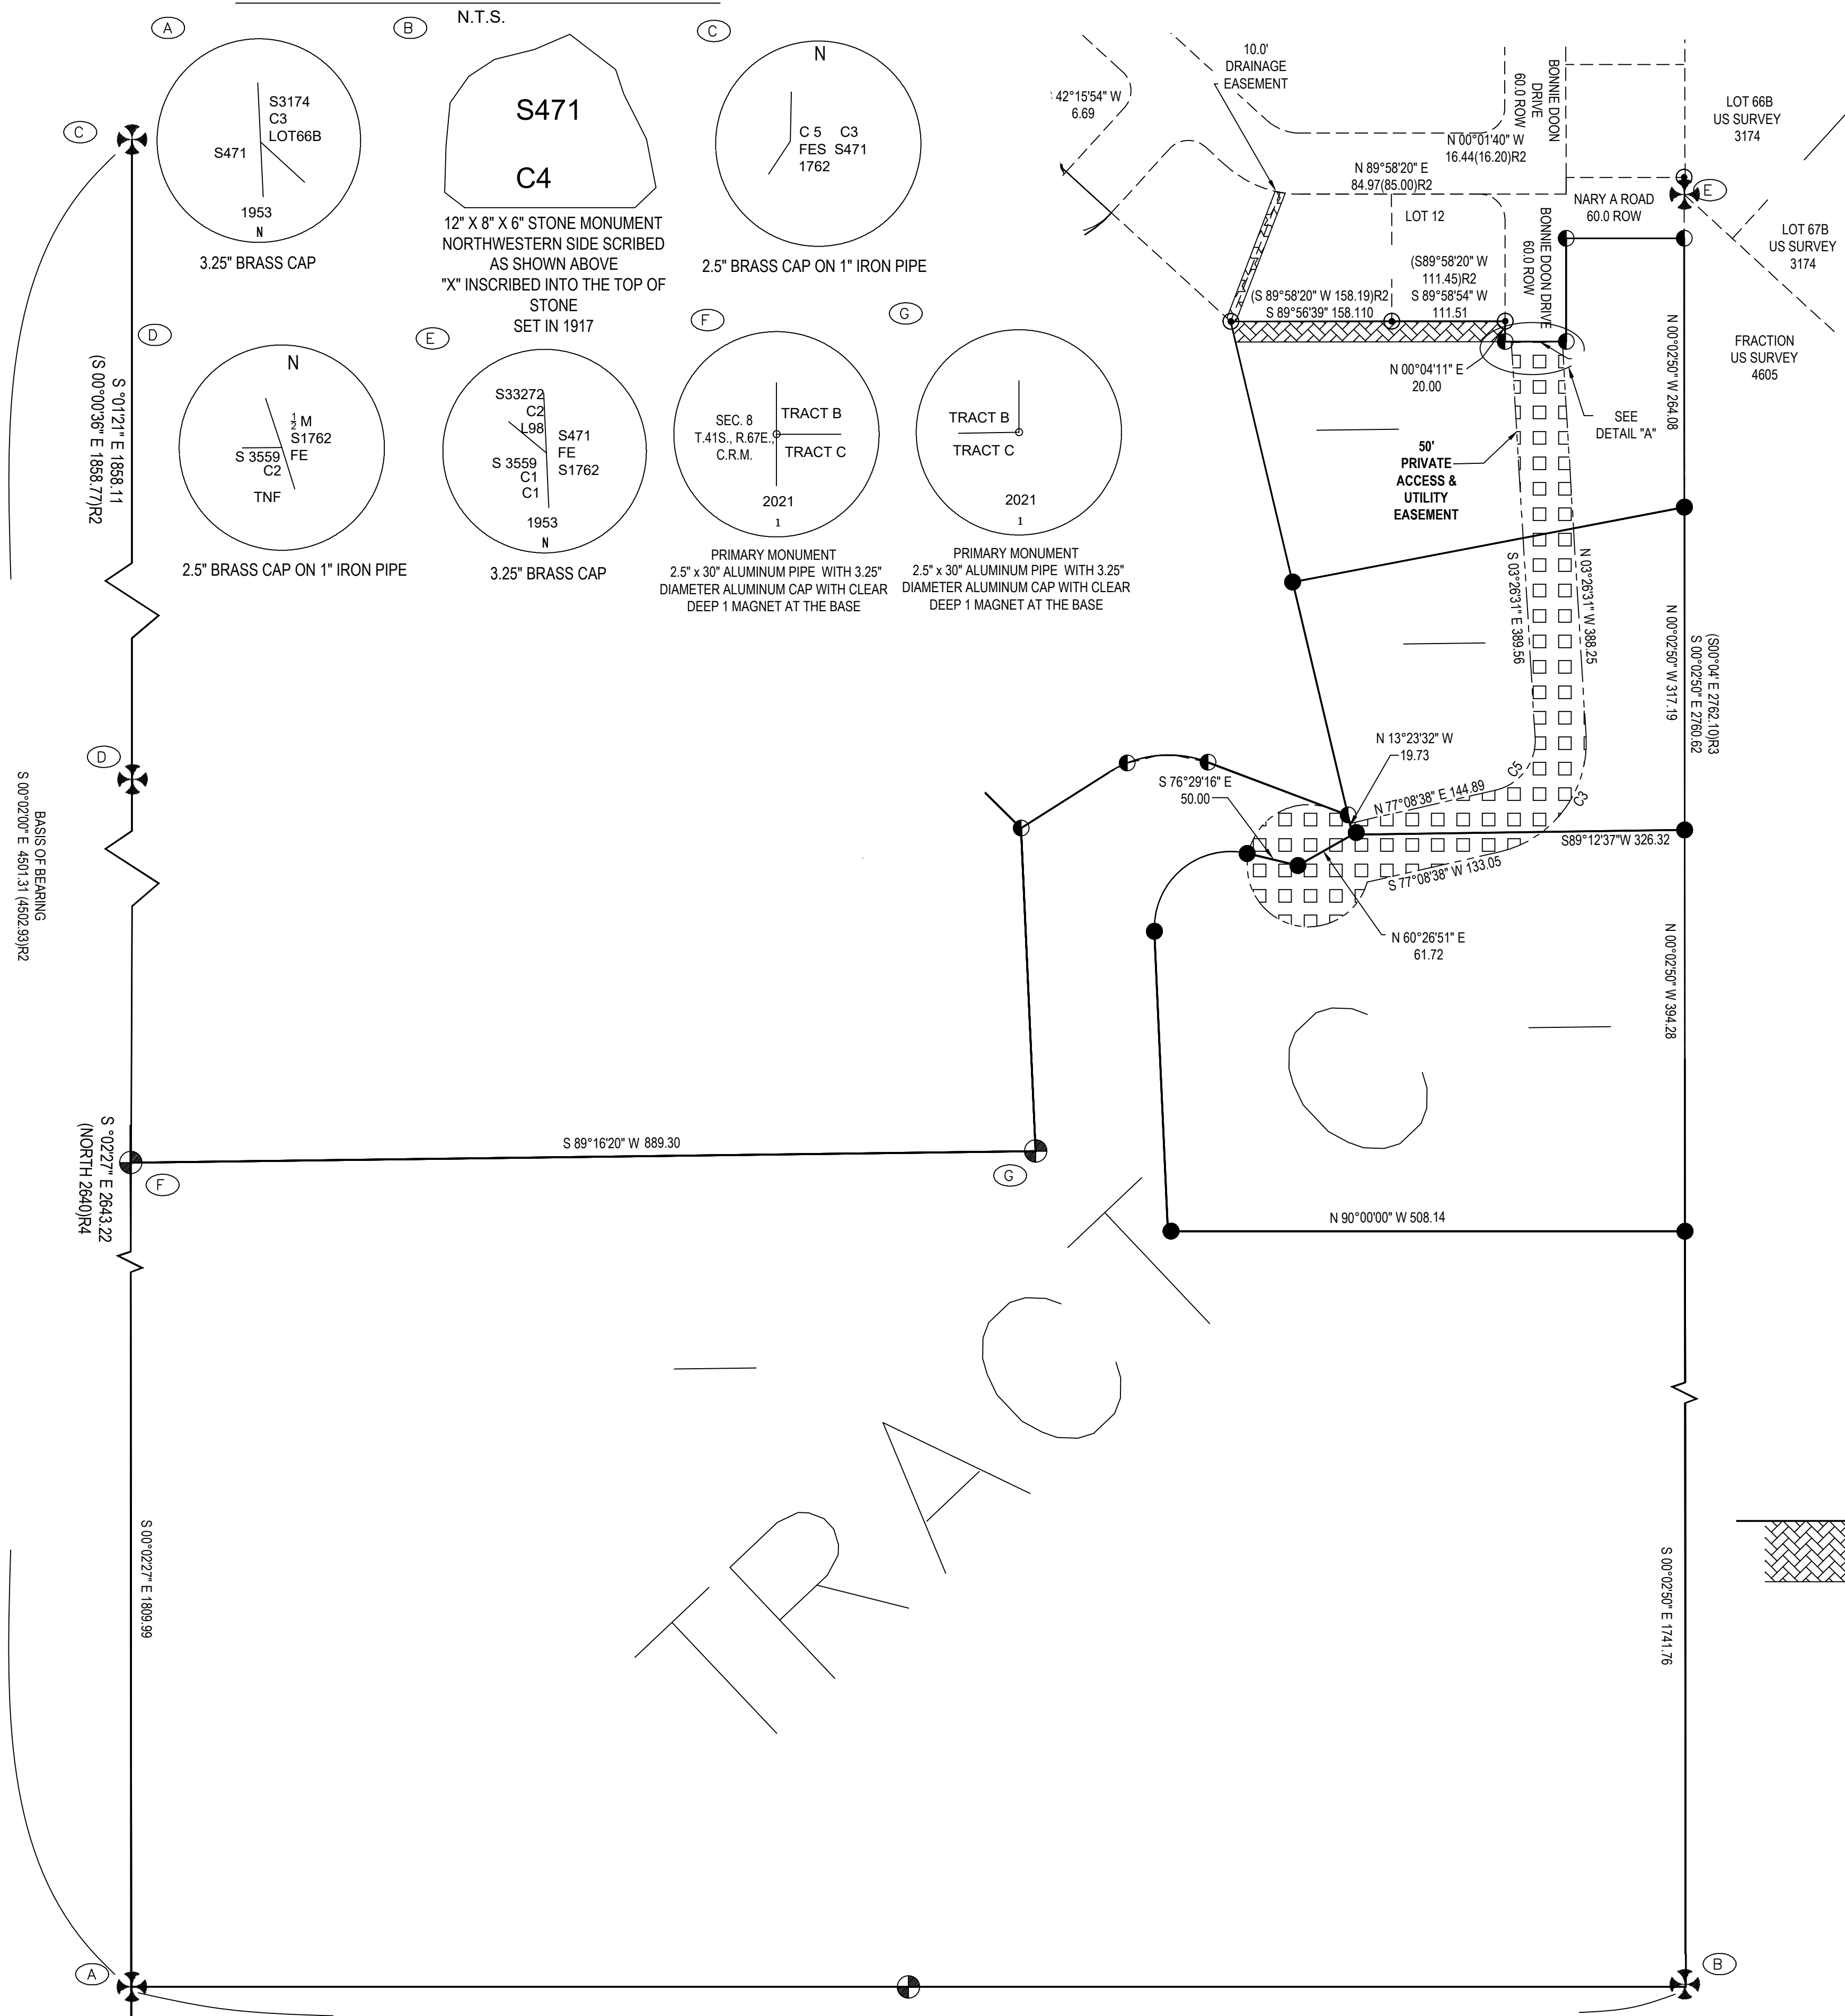 N.T.S.
A
S3174
C3
LOT66B
S471
1953
N
3.25" BRASS CAP
B
S471
C4
12" X 8" X 6" STONE MONUMENT
NORTHWESTERN SIDE SCRIBED
AS SHOWN ABOVE
"X" INSCRIBED INTO THE TOP OF
STONE
SET IN 1917
C
N
C 5 C3
FES S471
1762
2.5" BRASS CAP ON 1" IRON PIPE
D
N
½ M
S1762
FE
S 3559
C2
TNF
2.5" BRASS CAP ON 1" IRON PIPE
E
S33272
C2
L98
S471
FE
S1762
S 3559
C1
C1
1953
N
3.25" BRASS CAP
F
SEC. 8
T.41S., R.67E.,
C.R.M.
TRACT B
TRACT C
2021
1
PRIMARY MONUMENT
2.5" x 30" ALUMINUM PIPE WITH 3.25"
DIAMETER ALUMINUM CAP WITH CLEAR
DEEP 1 MAGNET AT THE BASE
G
TRACT B
TRACT C
2021
1
PRIMARY MONUMENT
2.5" x 30" ALUMINUM PIPE WITH 3.25"
DIAMETER ALUMINUM CAP WITH CLEAR
DEEP 1 MAGNET AT THE BASE
10.0'
DRAINAGE
EASEMENT
42°15'54" W
6.69
BONNIE DOON
DRIVE
60.0 ROW
LOT 66B
US SURVEY
3174
N 00°01'40" W
16.44(16.20)R2
N 89°58'20" E
84.97(85.00)R2
E
NARY A ROAD
60.0 ROW
LOT 12
BONNIE DOON DRIVE
60.0 ROW
LOT 67B
US SURVEY
3174
(S89°58'20" W
111.45)R2
S 89°58'54" W
111.51
(S 89°58'20" W 158.19)R2
S 89°56'39" 158.110
FRACTION
US SURVEY
4605
N 00°04'11" E
20.00
N 00°02'50" W 264.08
SEE
DETAIL "A"
50'
PRIVATE
ACCESS &
UTILITY
EASEMENT
S 03°26'31" E 389.56
N 03°26'31" W 388.25
N 00°02'50" W 317.19
(S00°04' E 2762.10)R3
S 00°02'50" E 2760.62
N 13°23'32" W
19.73
S 76°29'16" E
50.00
C5
C3
N 77°08'38" E 144.89
S89°12'37"W 326.32
S 77°08'38" W 133.05
N 60°26'51" E
61.72
N 00°02'50" W 394.28
C
S °01'21" E 1858.11
(S 00°00'36" E 1858.77)R2
D
BASIS OF BEARING
S 00°02'00" E 4501.31 (4502.93)R2
S °02'27" E 2643.22
(NORTH 2640)R4
S 89°16'20" W 889.30
F
G
N 90°00'00" W 508.14
TRACT C
S 00°02'27" E 1809.99
S 00°02'50" E 1741.76
A
B